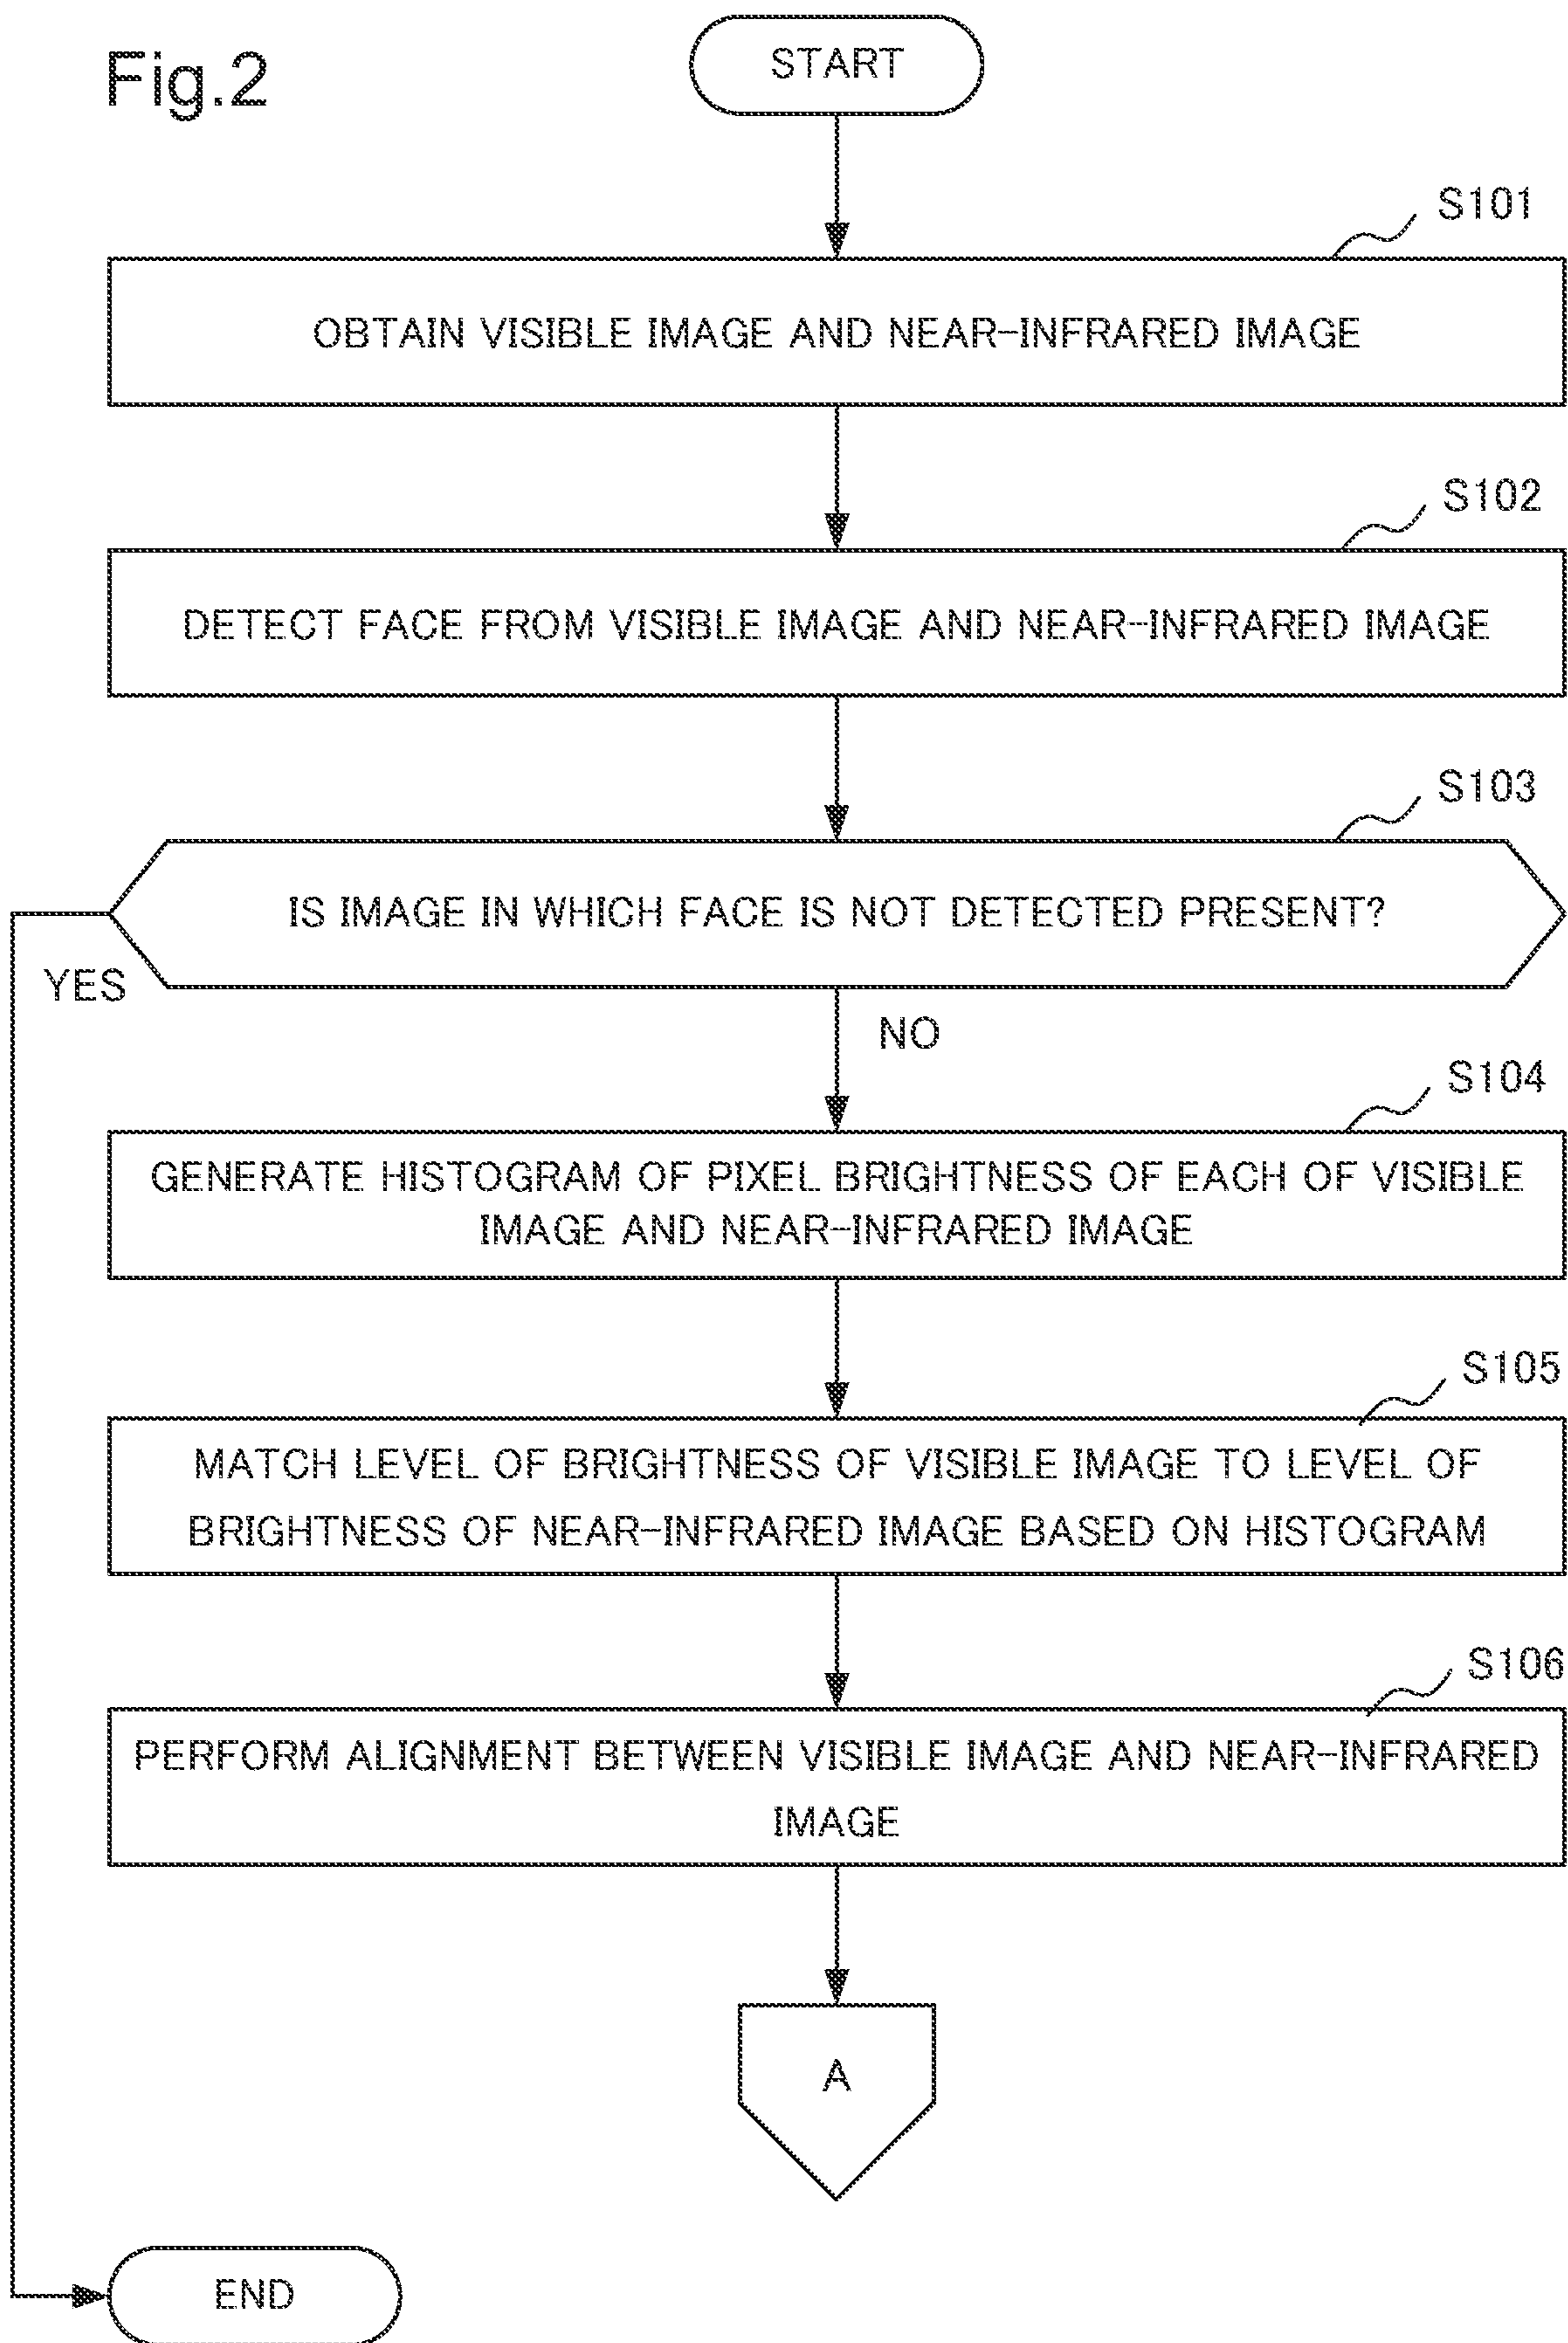 Fig.2
START
S101
OBTAIN VISIBLE IMAGE AND NEAR-INFRARED IMAGE
S102
DETECT FACE FROM VISIBLE IMAGE AND NEAR-INFRARED IMAGE
S103
IS IMAGE IN WHICH FACE IS NOT DETECTED PRESENT?
YES
NO
S104
GENERATE HISTOGRAM OF PIXEL BRIGHTNESS OF EACH OF VISIBLE
IMAGE AND NEAR-INFRARED IMAGE
S105
MATCH LEVEL OF BRIGHTNESS OF VISIBLE IMAGE TO LEVEL OF
BRIGHTNESS OF NEAR-INFRARED IMAGE BASED ON HISTOGRAM
S106
PERFORM ALIGNMENT BETWEEN VISIBLE IMAGE AND NEAR-INFRARED
IMAGE
A
END